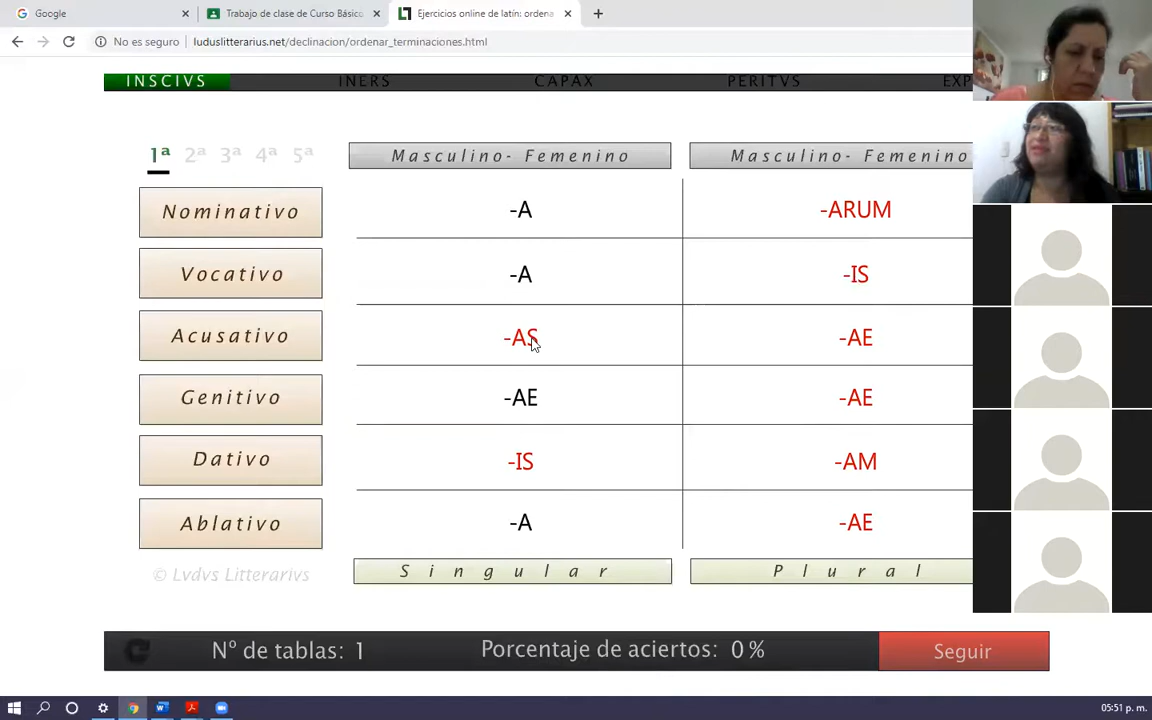 Google
Trabajo de clase de Curso Básico
Ejercicios online de latín: ordena
No es seguro
luduslitterarius.net/declinacion/ordenar_terminaciones.html
INSCIVS INERS CAPAX PERITVS EXP
1ª 2ª 3ª 4ª 5ª
Masculino- Femenino Masculino- Femenino
Nominativo -A -ARUM
Vocativo -A -IS
Acusativo -AS -AE
Genitivo -AE -AE
Dativo -IS -AM
Ablativo -A -AE
© Lvdvs Litterarivs
Singular Plural
Nº de tablas: 1 Porcentaje de aciertos: 0 % Seguir
05:51 p. m.